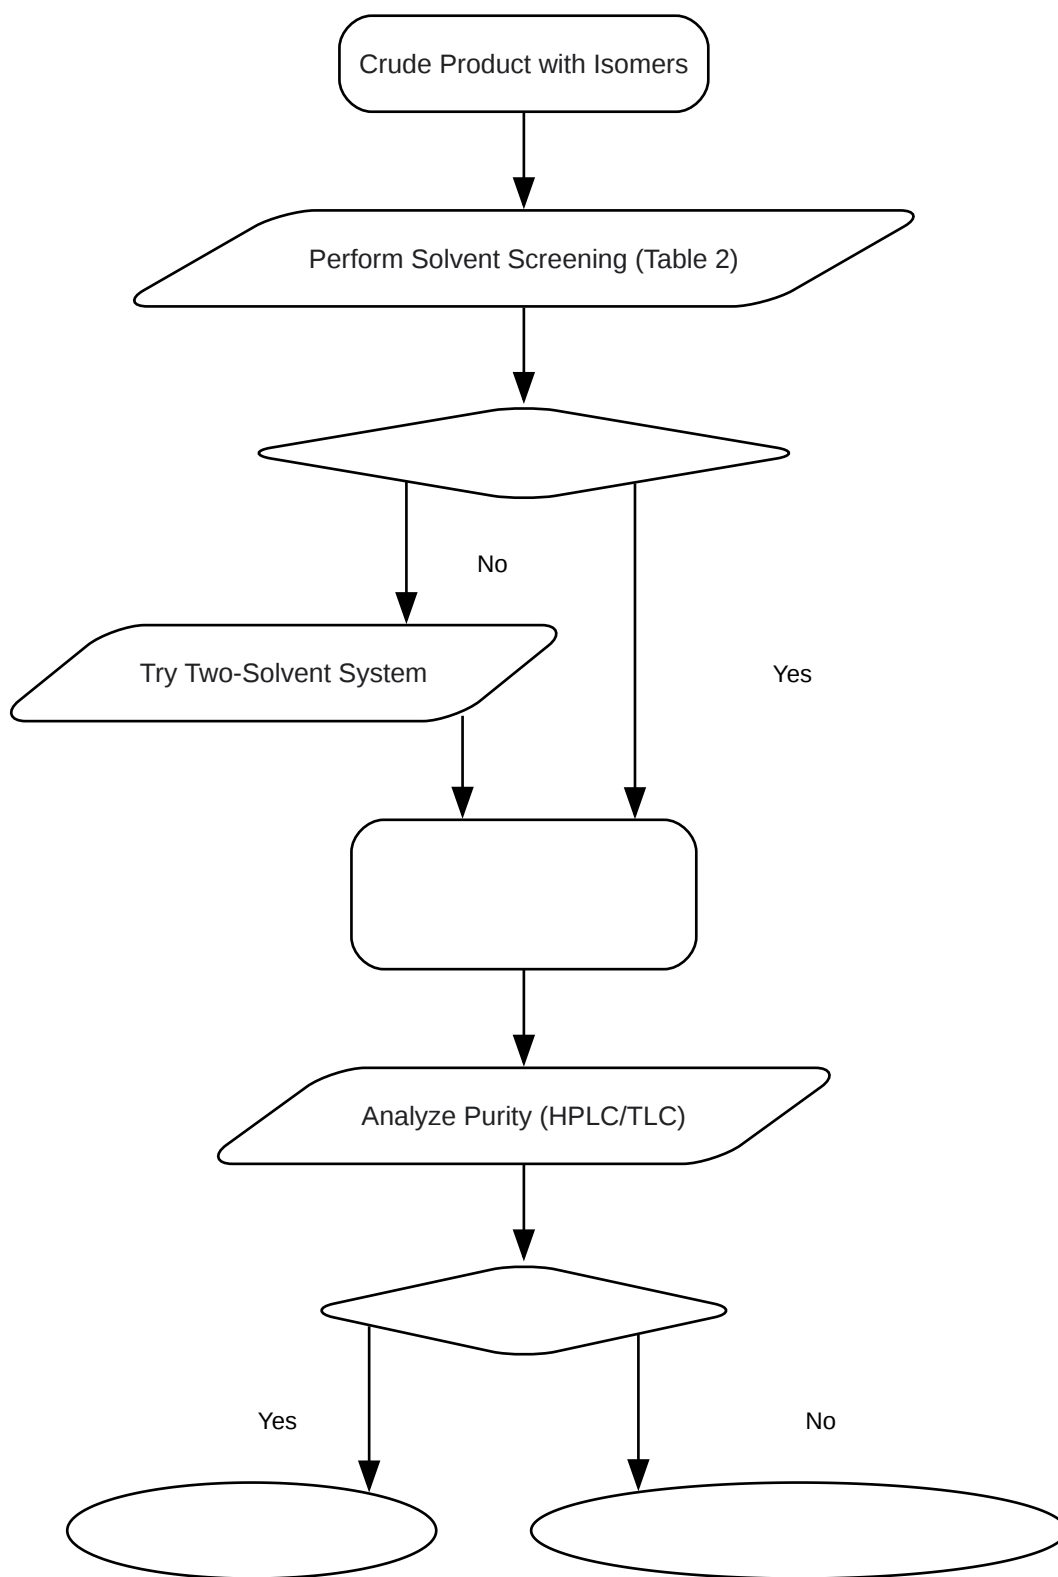 Crude Product with Isomers
Perform Solvent Screening (Table 2)
No
Try Two-Solvent System
Yes
Analyze Purity (HPLC/TLC)
Yes
No